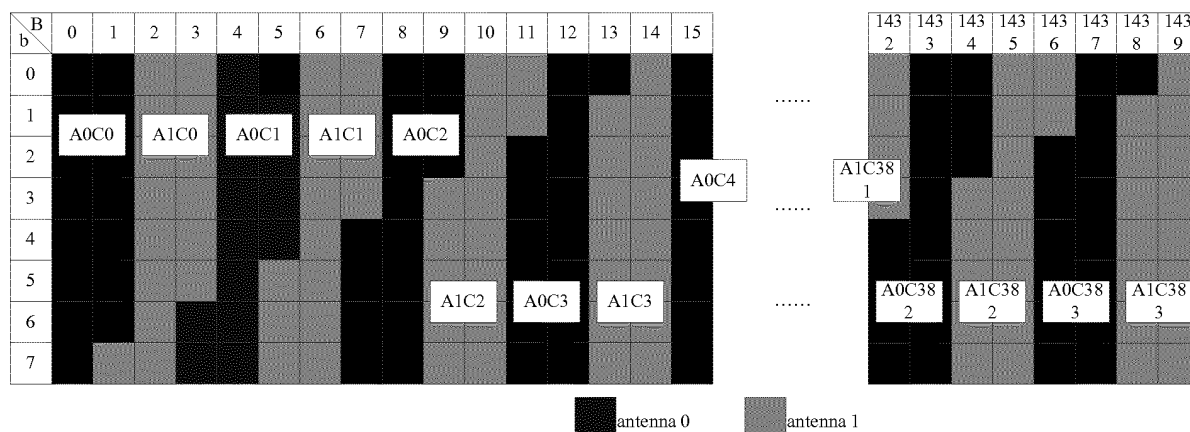 B 0 1 2 3 4 5 6 7 8 9 10 11 12 13 14 15 143 143 143 143 143 143 143 143
b 2 3 4 5 6 7 8 9
0
1 ......
A0C0 A1C0 A0C1 A1C1 A0C2
2
A0C4 A1C38
3 ...... 1
4
5
A1C2 A0C3 A1C3 ...... A0C38 A1C38 A0C38 A1C38
6 2 2 3 3
7
antenna 0 antenna 1